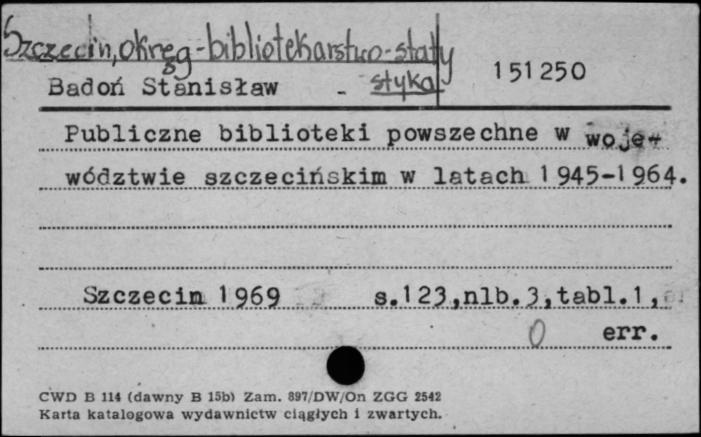 Szczecin, okręg - bibliotekarstwo - staty
styka
Badoń Stanisław - 151250
Publiczne biblioteki powszechne w woje-
wództwie szczecińskim w latach 1945-1964.
Szczecin 1969 s.123,nlb.3,tabl.1,
0 err.
CWD B 114 (dawny B 15b) Zam. 897/DW/On ZGG 2542
Karta katalogowa wydawnictw ciągłych i zwartych.